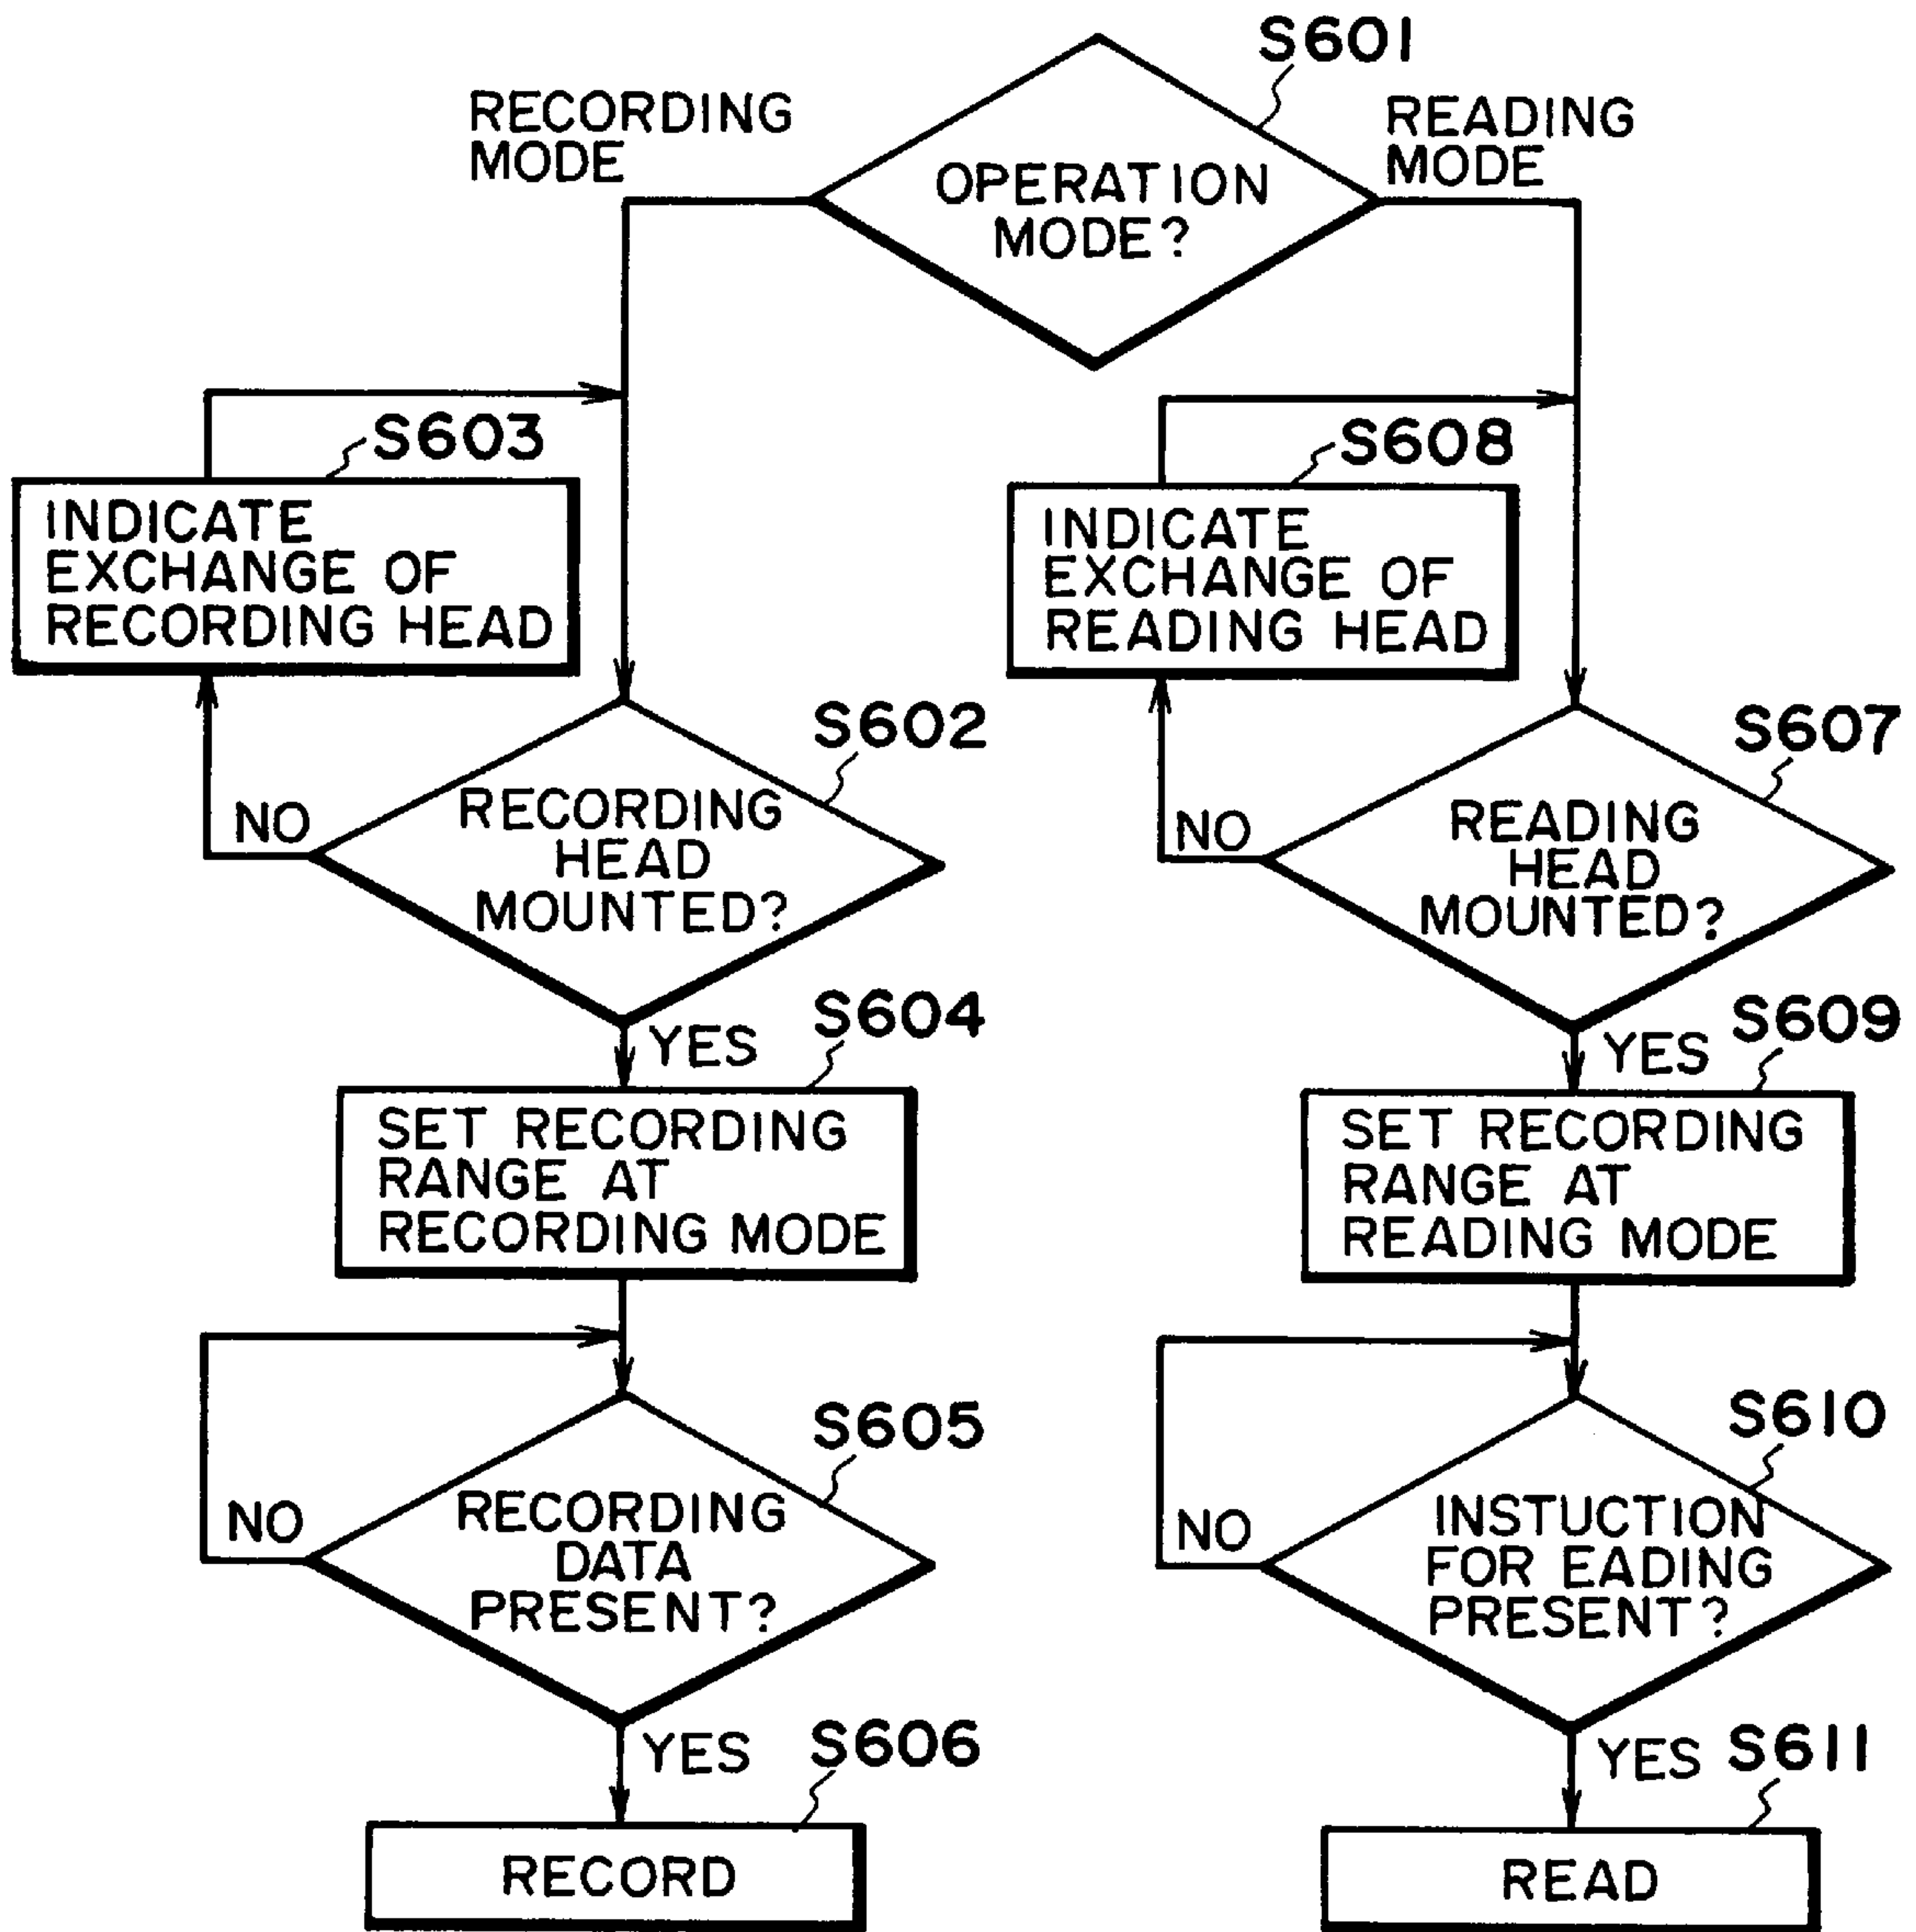 S601
RECORDING
MODE
OPERATION
MODE?
READING
MODE
S603
INDICATE
EXCHANGE OF
RECORDING HEAD
S602
NO
RECORDING
HEAD
MOUNTED?
YES
S604
SET RECORDING
RANGE AT
RECORDING MODE
S605
NO
RECORDING
DATA
PRESENT?
YES
S606
RECORD
S608
INDICATE
EXCHANGE OF
READING HEAD
S607
NO
READING
HEAD
MOUNTED?
YES
S609
SET RECORDING
RANGE AT
READING MODE
S610
NO
INSTUCTION
FOR EADING
PRESENT?
YES
S611
READ